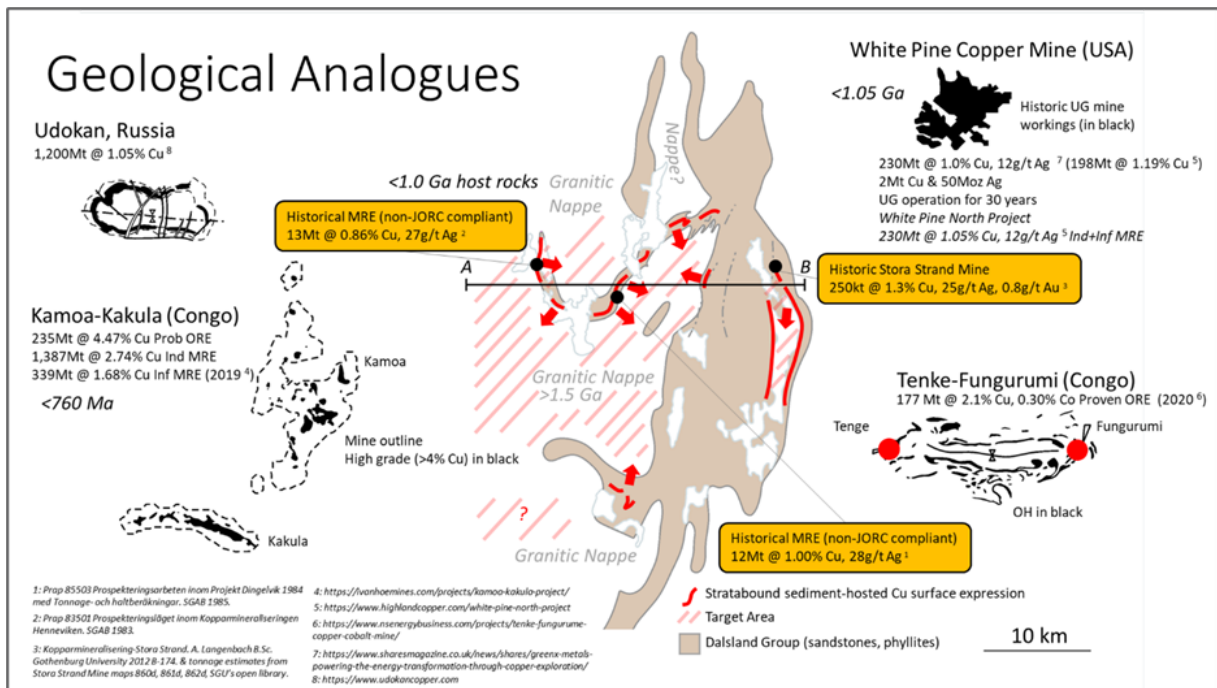 Geological Analogues
Udokan, Russia
1,200Mt @ 1.05% Cu ⁸
<1.0 Ga host rocks
Historical MRE (non-JORC compliant)
13Mt @ 0.86% Cu, 27g/t Ag ²
Kamoa-Kakula (Congo)
235Mt @ 4.47% Cu Prob ORE
1,387Mt @ 2.74% Cu Ind MRE
339Mt @ 1.68% Cu Inf MRE (2019 ⁴)
<760 Ma
Kamoa
Mine outline
High grade (>4% Cu) in black
Kakula
Nappe?
Granitic
Nappe
A
B
Granitic Nappe
>1.5 Ga
?
Granitic Nappe
White Pine Copper Mine (USA)
<1.05 Ga
Historic UG mine
workings (in black)
230Mt @ 1.0% Cu, 12g/t Ag ⁷ (198Mt @ 1.19% Cu ⁵)
2Mt Cu & 50Moz Ag
UG operation for 30 years
White Pine North Project
230Mt @ 1.05% Cu, 12g/t Ag ⁵ Ind+Inf MRE
Historic Stora Strand Mine
250kt @ 1.3% Cu, 25g/t Ag, 0.8g/t Au ³
Tenke-Fungurumi (Congo)
177 Mt @ 2.1% Cu, 0.30% Co Proven ORE (2020 ⁶)
Tenge
Fungurumi
OH in black
Historical MRE (non-JORC compliant)
12Mt @ 1.00% Cu, 28g/t Ag ¹
Stratabound sediment-hosted Cu surface expression
Target Area
Dalsland Group (sandstones, phyllites)
10 km
1: Prap 85503 Prospekteringsarbeten inom Projekt Dingelvik 1984
med Tonnage- och haltberäkningar. SGAB 1985.
2: Prap 83501 Prospekteringsläget inom Kopparmineraliseringen
Henneviken. SGAB 1983.
3: Kopparmineralisering-Stora Strand. A. Langenbach B.Sc.
Gothenburg University 2012 B-174. & tonnage estimates from
Stora Strand Mine maps 860d, 861d, 862d, SGU's open library.
4: https://ivanhoemines.com/projects/kamoa-kakula-project/
5: https://www.highlandcopper.com/white-pine-north-project
6: https://www.nsenergybusiness.com/projects/tenke-fungurume-
copper-cobalt-mine/
7: https://www.sharesmagazine.co.uk/news/shares/greenx-metals-
powering-the-energy-transformation-through-copper-exploration/
8: https://www.udokancopper.com